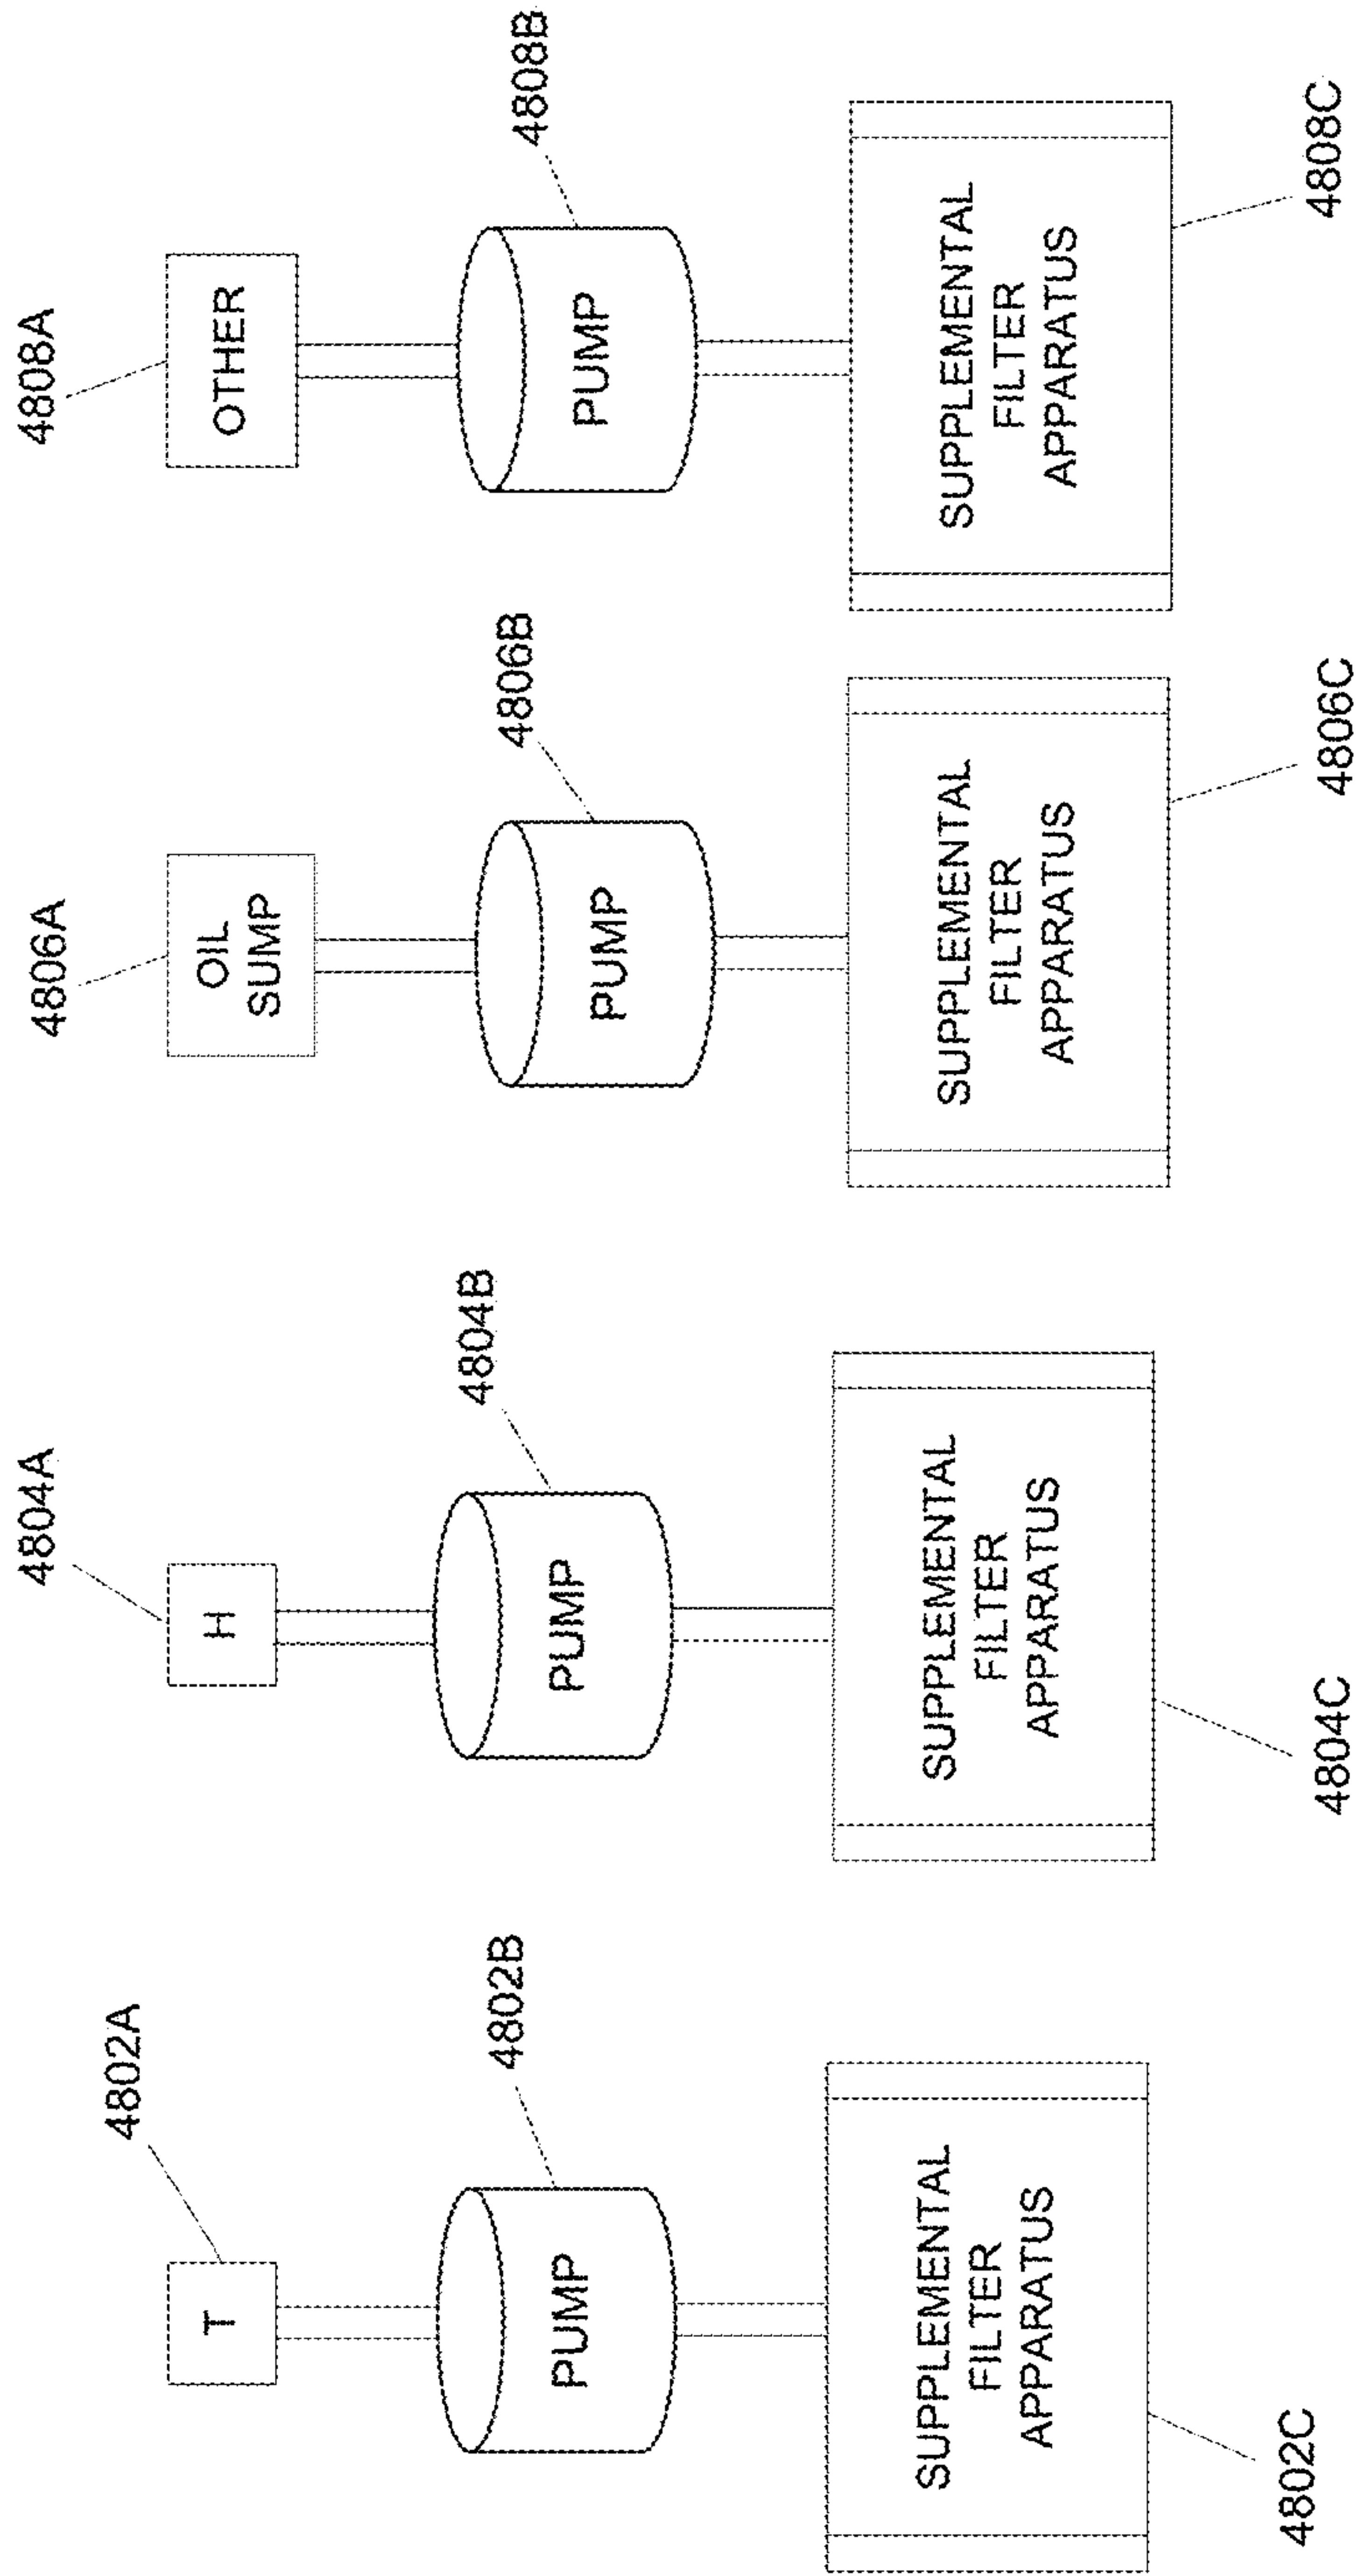 4802A
T
4802B
PUMP
SUPPLEMENTAL
FILTER
APPARATUS
4802C
4804A
H
4804B
PUMP
SUPPLEMENTAL
FILTER
APPARATUS
4804C
4806A
OIL
SUMP
4806B
PUMP
SUPPLEMENTAL
FILTER
APPARATUS
4806C
4808A
OTHER
4808B
PUMP
SUPPLEMENTAL
FILTER
APPARATUS
4808C